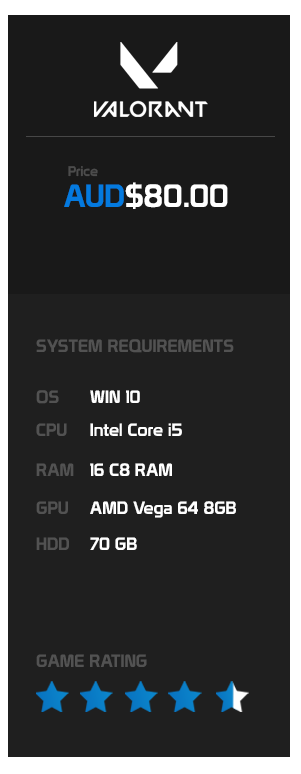 VALORANT
Price
AUD$80.00
SYSTEM REQUIREMENTS
OS WIN 10
CPU Intel Core i5
RAM 16 C8 RAM
GPU AMD Vega 64 8GB
HDD 70 GB
GAME RATING